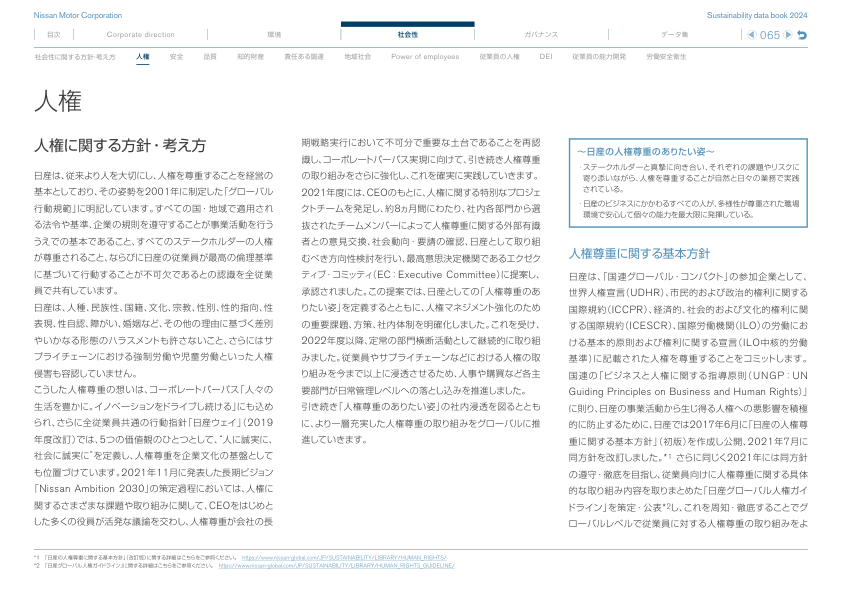 Nissan Motor Corporation
Sustainability data book 2024
目次
Corporate direction
環境
社会性
ガバナンス
データ集
065
社会性に関する方針・考え方
人権
安全
品質
知的財産
責任ある調達
地域社会
Power of employees
従業員の人権
DEI
従業員の能力開発
労働安全衛生
人権
人権に関する方針・考え方
日産は、従来より人を大切にし、人権を尊重することを経営の
基本としており、その姿勢を2001年に制定した「グローバル
行動規範」に明記しています。すべての国・地域で適用され
る法令や基準、企業の規則を遵守することが事業活動を行う
うえでの基本であること、すべてのステークホルダーの人権
が尊重されること、ならびに日産の従業員が最高の倫理基準
に基づいて行動することが不可欠であるとの認識を全従業
員で共有しています。
日産は、人種、民族性、国籍、文化、宗教、性別、性的指向、性
表現、性自認、障がい、婚姻など、その他の理由に基づく差別
やいかなる形態のハラスメントも許さないこと、さらにはサ
プライチェーンにおける強制労働や児童労働といった人権
侵害も容認していません。
こうした人権尊重の想いは、コーポレートパーパス「人々の
生活を豊かに。イノベーションをドライブし続ける」にも込め
られ、さらに全従業員共通の行動指針「日産ウェイ」（2019
年度改訂）では、5つの価値観のひとつとして、“人に誠実に、
社会に誠実に”を定義し、人権尊重を企業文化の基盤として
も位置づけています。2021年11月に発表した長期ビジョン
「Nissan Ambition 2030」の策定過程においては、人権に
関するさまざまな課題や取り組みに関して、CEOをはじめと
した多くの役員が活発な議論を交わし、人権尊重が会社の長
期戦略実行において不可分で重要な土台であることを再認
識し、コーポレートパーパス実現に向けて、引き続き人権尊重
の取り組みをさらに強化し、これを確実に実践していきます。
2021年度には、CEOのもとに、人権に関する特別なプロジェ
クトチームを発足し、約8ヵ月間にわたり、社内各部門から選
抜されたチームメンバーによって人権尊重に関する外部有識
者との意見交換、社会動向・要請の確認、日産として取り組
むべき方向性検討を行い、最高意思決定機関であるエクゼク
ティブ・コミッティ（EC：Executive Committee）に提案し、
承認されました。この提案では、日産としての「人権尊重のあ
りたい姿」を定義するとともに、人権マネジメント強化のため
の重要課題、方策、社内体制を明確化しました。これを受け、
2022年度以降、定常の部門横断活動として継続的に取り組
みました。従業員やサプライチェーンなどにおける人権の取
り組みを今まで以上に浸透させるため、人事や購買など各主
要部門が日常管理レベルへの落とし込みを推進しました。
引き続き「人権尊重のありたい姿」の社内浸透を図るととも
に、より一層充実した人権尊重の取り組みをグローバルに推
進していきます。
～日産の人権尊重のありたい姿～
・ステークホルダーと真摯に向き合い、それぞれの課題やリスクに
寄り添いながら、人権を尊重することが自然と日々の業務で実践
されている。
・日産のビジネスにかかわるすべての人が、多様性が尊重された職場
環境で安心して個々の能力を最大限に発揮している。
人権尊重に関する基本方針
日産は、「国連グローバル・コンパクト」の参加企業として、
世界人権宣言（UDHR）、市民的および政治的権利に関する
国際規約（ICCPR）、経済的、社会的および文化的権利に関
する国際規約（ICESCR）、国際労働機関（ILO）の労働にお
ける基本的原則および権利に関する宣言（ILO中核的労働
基準）に記載された人権を尊重することをコミットします。
国連の「ビジネスと人権に関する指導原則（UNGP：UN
Guiding Principles on Business and Human Rights）」
に則り、日産の事業活動から生じ得る人権への悪影響を積極
的に防止するために、日産では2017年6月に「日産の人権尊
重に関する基本方針」（初版）を作成し公開、2021年7月に
同方針を改訂しました。*1 さらに同じく2021年には同方針
の遵守・徹底を目指し、従業員向けに人権尊重に関する具体
的な取り組み内容を取りまとめた「日産グローバル人権ガイ
ドライン」を策定・公表*2し、これを周知・徹底することでグ
ローバルレベルで従業員に対する人権尊重の取り組みをよ
*1 「日産の人権尊重に関する基本方針」（改訂版）に関する詳細はこちらをご参照ください。 https://www.nissan-global.com/JP/SUSTAINABILITY/LIBRARY/HUMAN_RIGHTS/
*2 「日産グローバル人権ガイドライン」に関する詳細はこちらをご参照ください。 https://www.nissan-global.com/JP/SUSTAINABILITY/LIBRARY/HUMAN_RIGHTS_GUIDELINE/